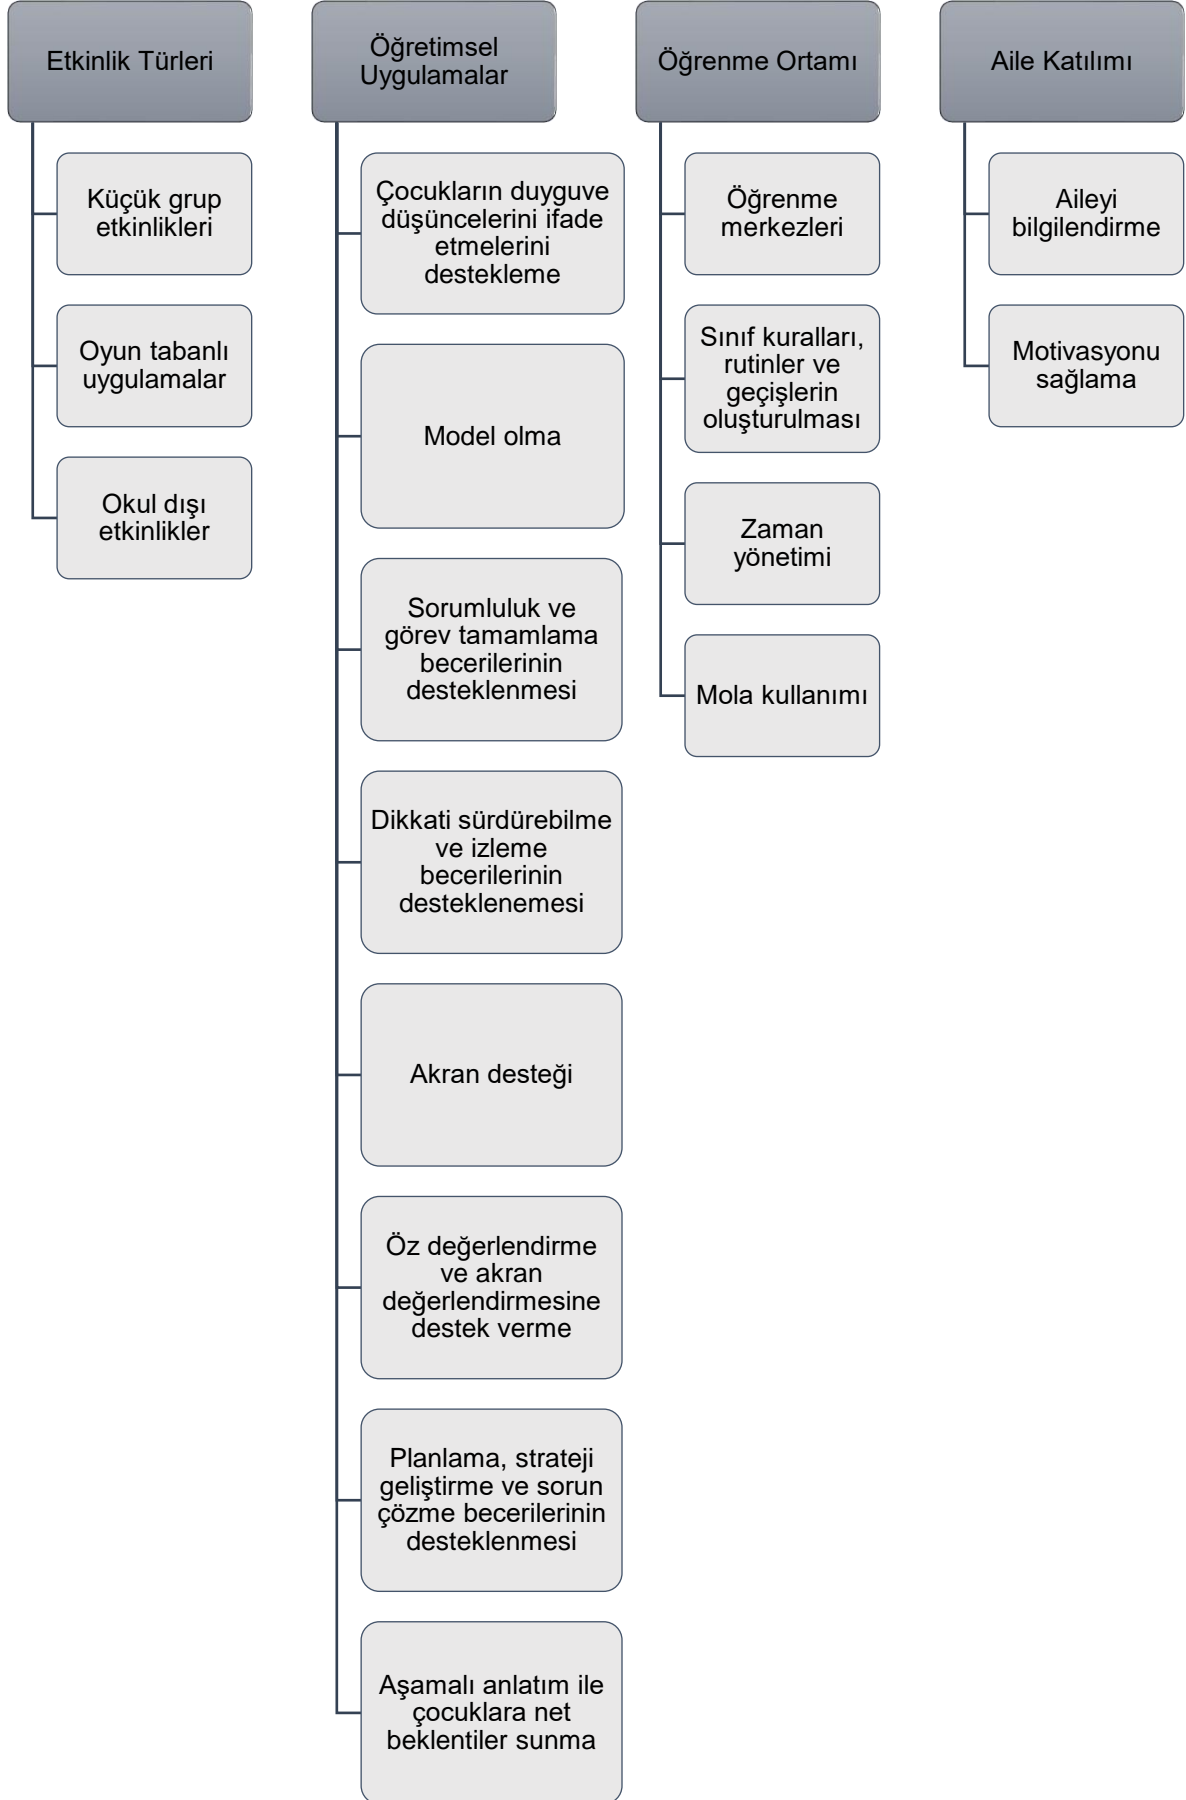 Etkinlik Türleri
Küçük grup
etkinlikleri
Oyun tabanlı
uygulamalar
Okul dışı
etkinlikler
Öğretimsel
Uygulamalar
Çocukların duyguve
düşüncelerini ifade
etmelerini
destekleme
Model olma
Sorumluluk ve
görev tamamlama
becerilerinin
desteklenmesi
Dikkati sürdürebilme
ve izleme
becerilerinin
desteklenemesi
Akran desteği
Öz değerlendirme
ve akran
değerlendirmesine
destek verme
Planlama, strateji
geliştirme ve sorun
çözme becerilerinin
desteklenmesi
Aşamalı anlatım ile
çocuklara net
beklentiler sunma
Öğrenme Ortamı
Öğrenme
merkezleri
Sınıf kuralları,
rutinler ve
geçişlerin
oluşturulması
Zaman
yönetimi
Mola kullanımı
Aile Katılımı
Aileyi
bilgilendirme
Motivasyonu
sağlama